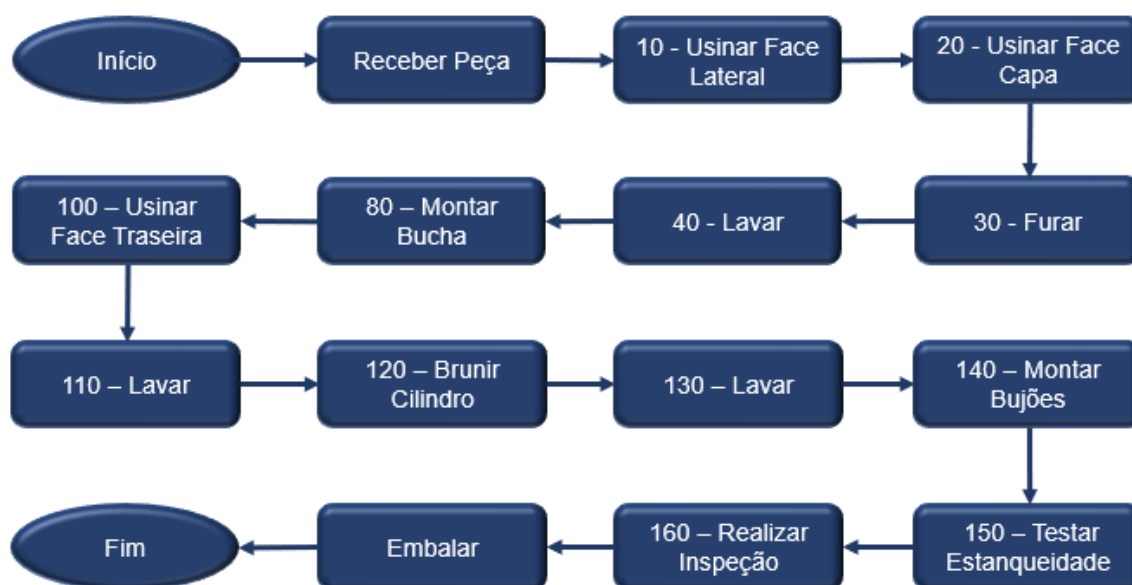 Início
Receber Peça
10 - Usinar Face
Lateral
20 - Usinar Face
Capa
30 - Furar
40 - Lavar
80 – Montar
Bucha
100 – Usinar
Face Traseira
110 – Lavar
120 – Brunir
Cilindro
130 – Lavar
140 – Montar
Bujões
150 – Testar
Estanqueidade
160 – Realizar
Inspeção
Embalar
Fim